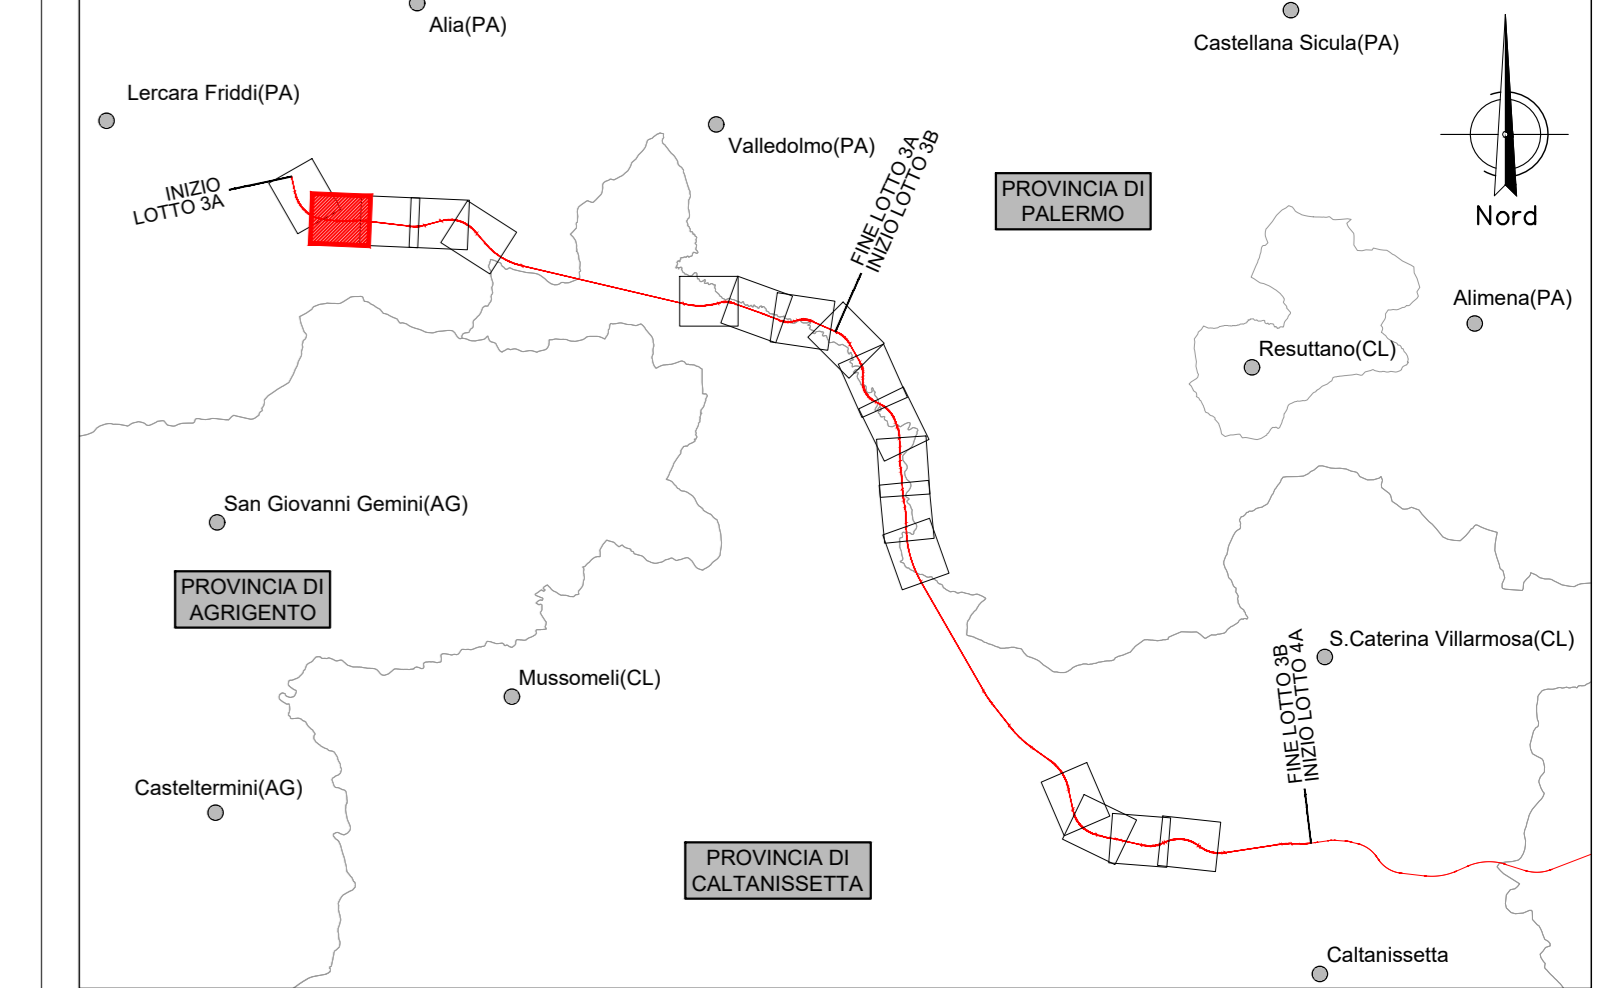 Alia(PA)
Castellana Sicula(PA)
Lercara Friddi(PA)
Valledolmo(PA)
INIZIO
LOTTO 3A
FINE LOTTO 3A
INIZIO LOTTO 3B
PROVINCIA DI
PALERMO
Nord
Alimena(PA)
Resuttano(CL)
San Giovanni Gemini(AG)
PROVINCIA DI
AGRIGENTO
S.Caterina Villarmosa(CL)
FINE LOTTO 3B
INIZIO LOTTO 4A
Mussomeli(CL)
Casteltermini(AG)
PROVINCIA DI
CALTANISSETTA
Caltanissetta